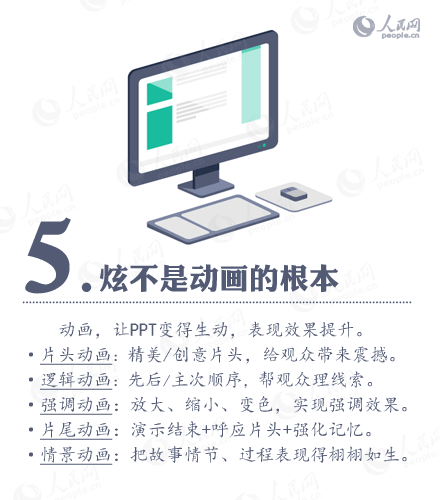 人民网
people.cn
5.炫不是动画的根本
动画，让PPT变得生动，表现效果提升。
·片头动画：精美/创意片头，给观众带来震撼。
·逻辑动画：先后/主次顺序，帮观众理线索。
·强调动画：放大、缩小、变色，实现强调效果。
·片尾动画：演示结束+呼应片头+强化记忆。
·情景动画：把故事情节、过程表现得栩栩如生。